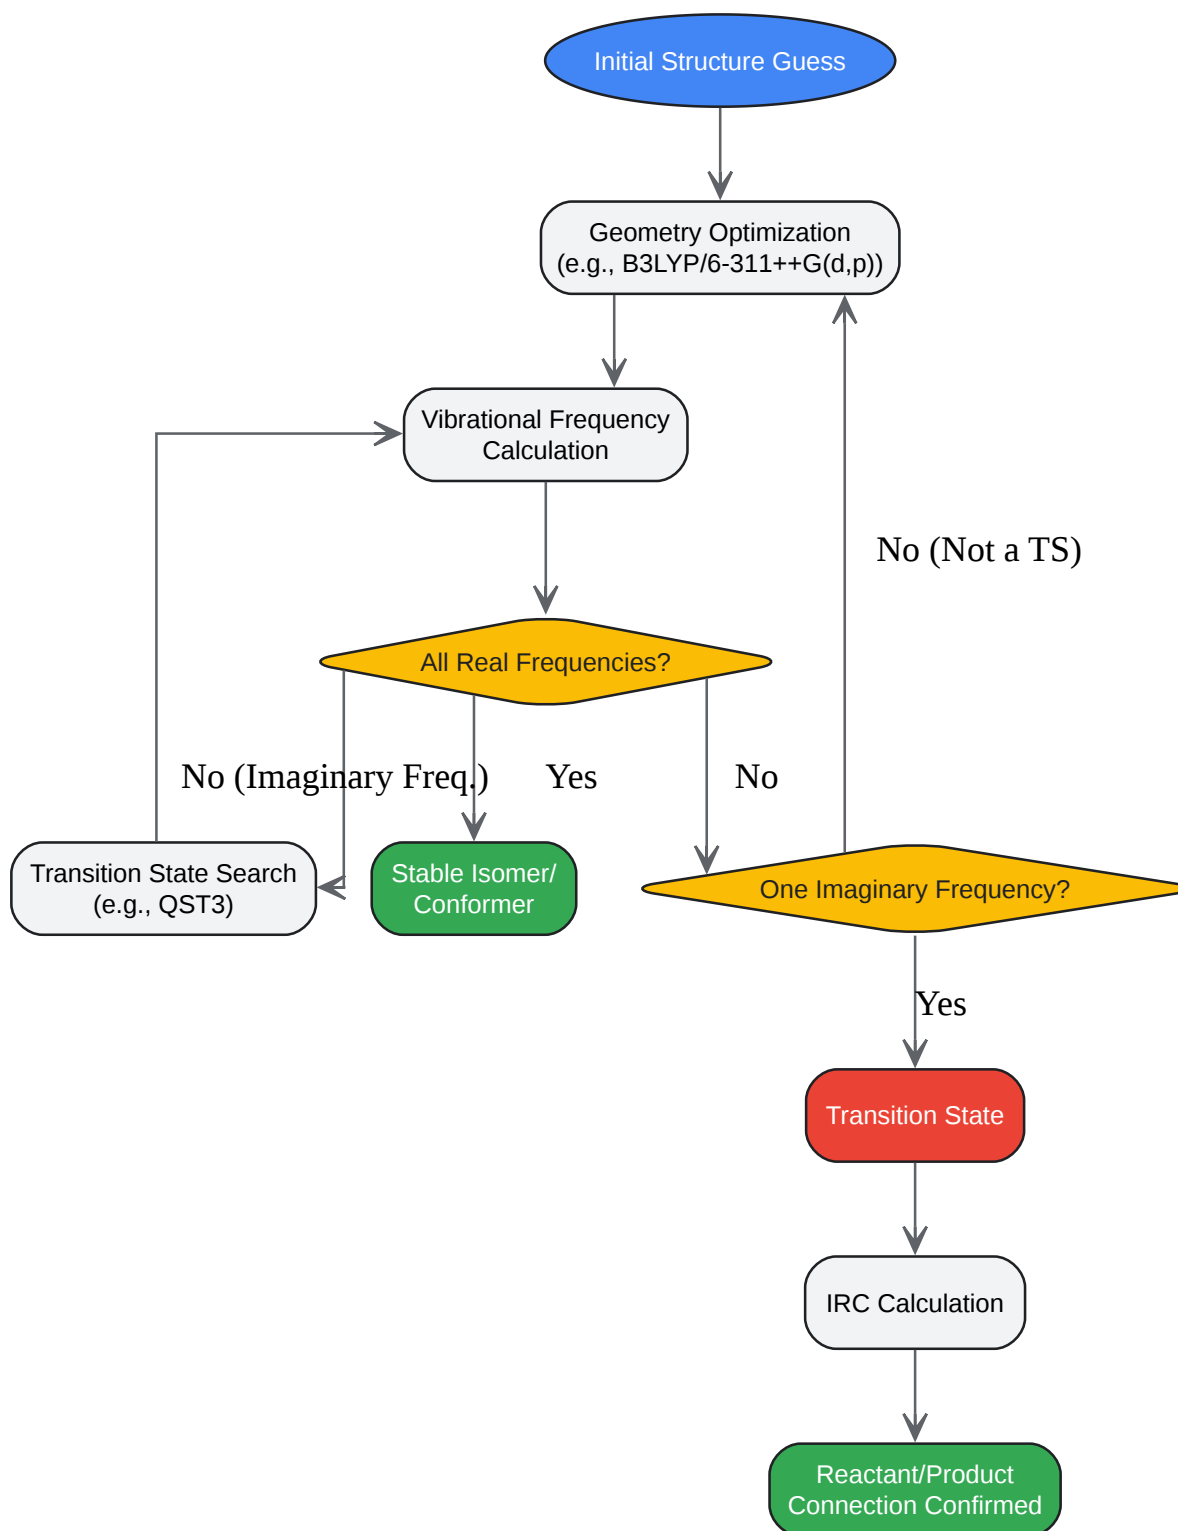 Initial Structure Guess
Geometry Optimization
(e.g., B3LYP/6-311++G(d,p))
Vibrational Frequency
Calculation
No (Not a TS)
All Real Frequencies?
No (Imaginary Freq.)
Yes
No
Transition State Search
(e.g., QST3)
Stable Isomer/
Conformer
One Imaginary Frequency?
Yes
Transition State
IRC Calculation
Reactant/Product
Connection Confirmed